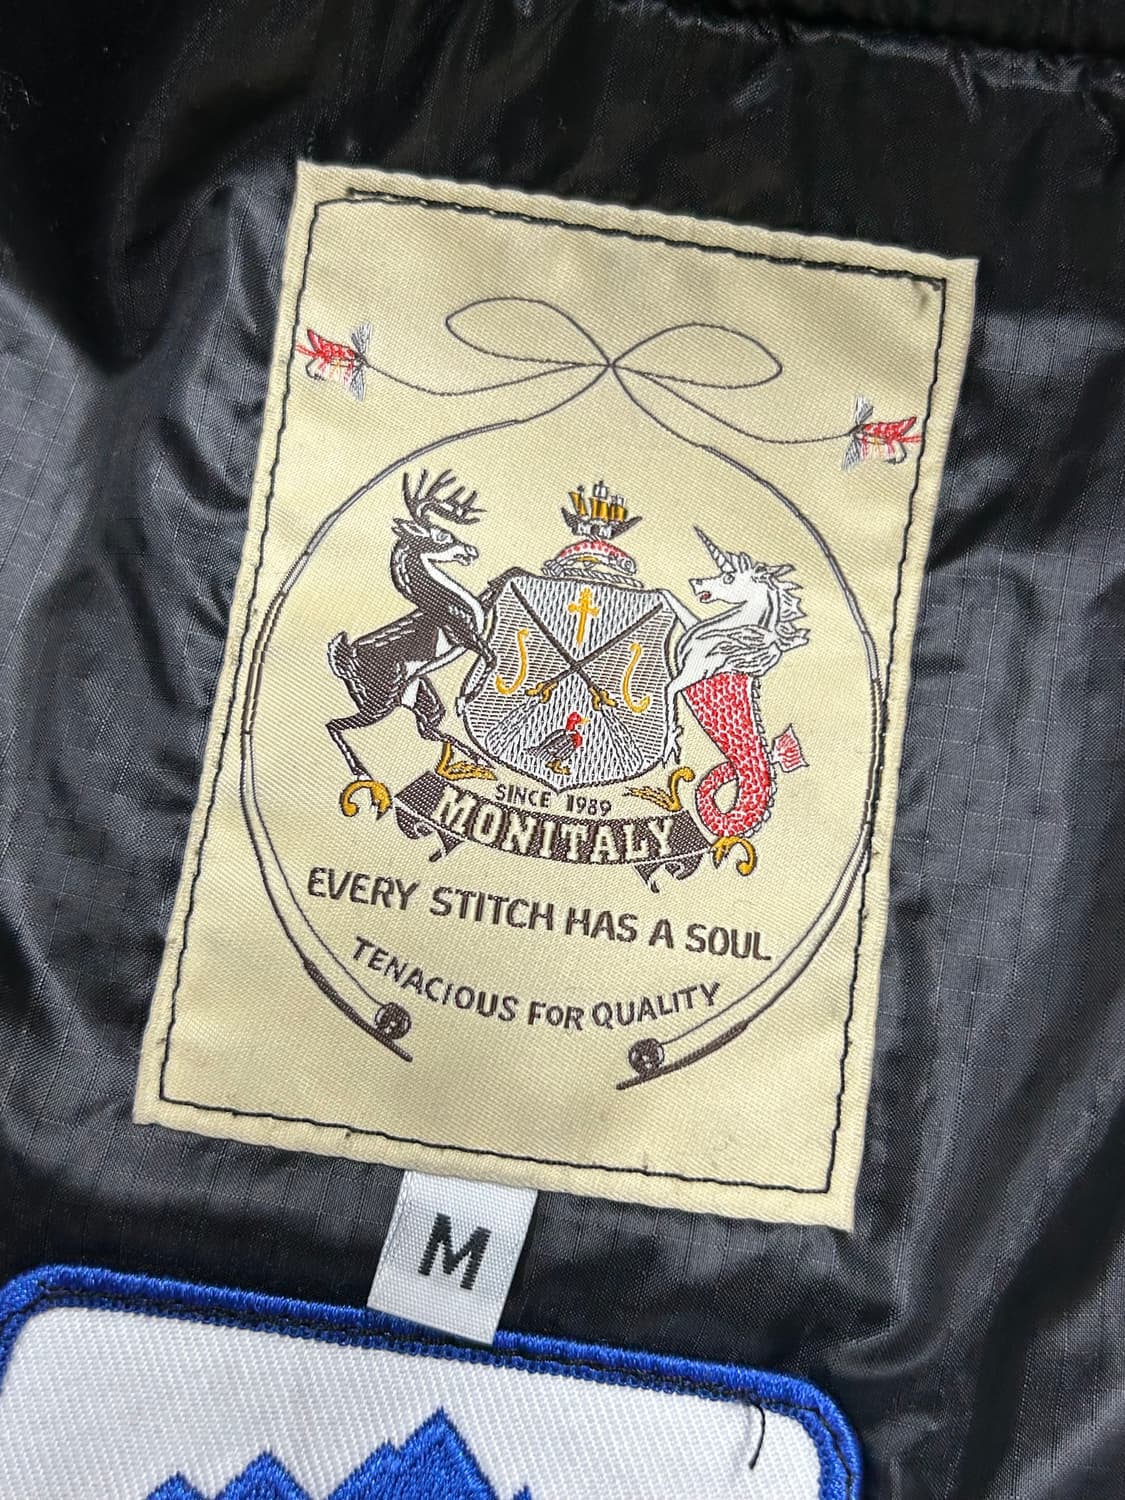 SINCE 1989
MONITALY
EVERY STITCH HAS A SOUL
TENACIOUS FOR QUALITY
M